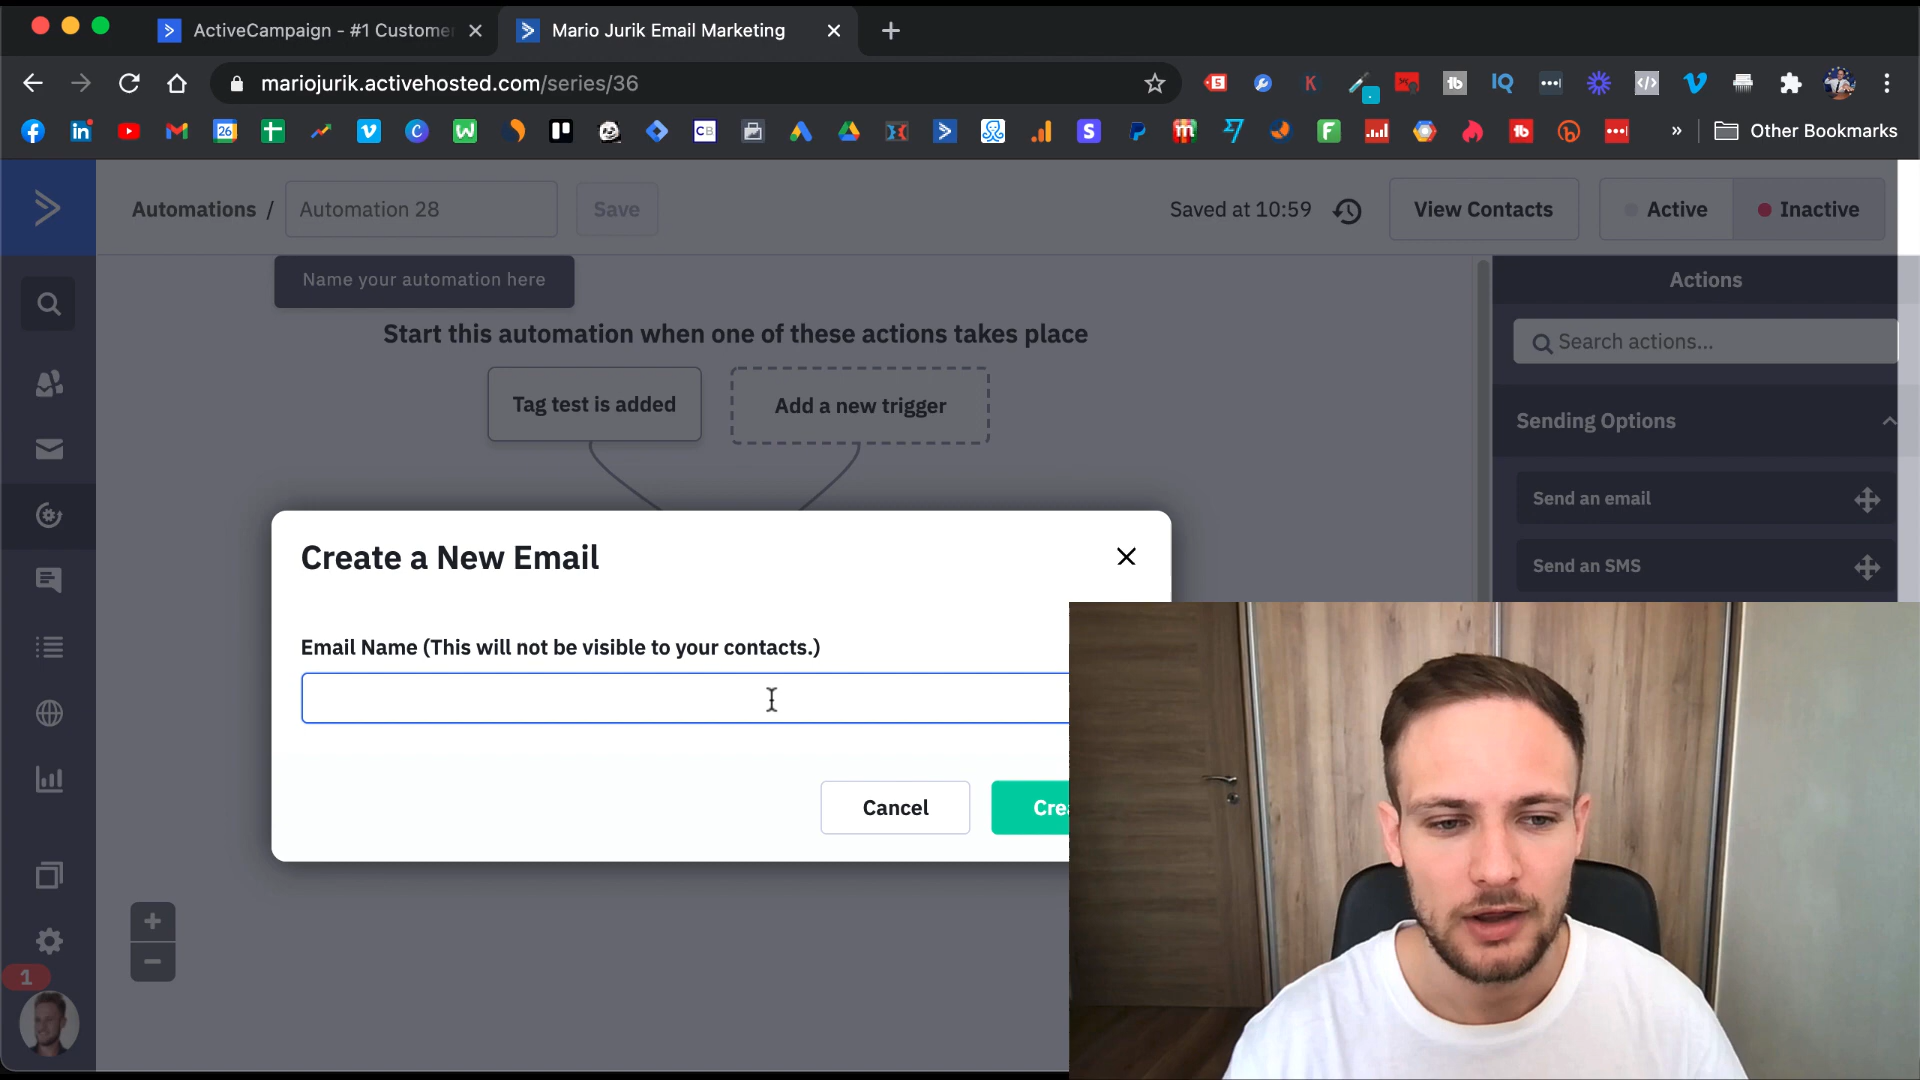 ActiveCampaign - #1 Customer
Mario Jurik Email Marketing
mariojurik.activehosted.com/series/36
Other Bookmarks
Automations / Automation 28 Save Saved at 10:59 View Contacts Active Inactive
Name your automation here
Actions
Start this automation when one of these actions takes place
Search actions...
Tag test is added Add a new trigger
Sending Options
Send an email
Send an SMS
Create a New Email
Email Name (This will not be visible to your contacts.)
Cancel Crea
1